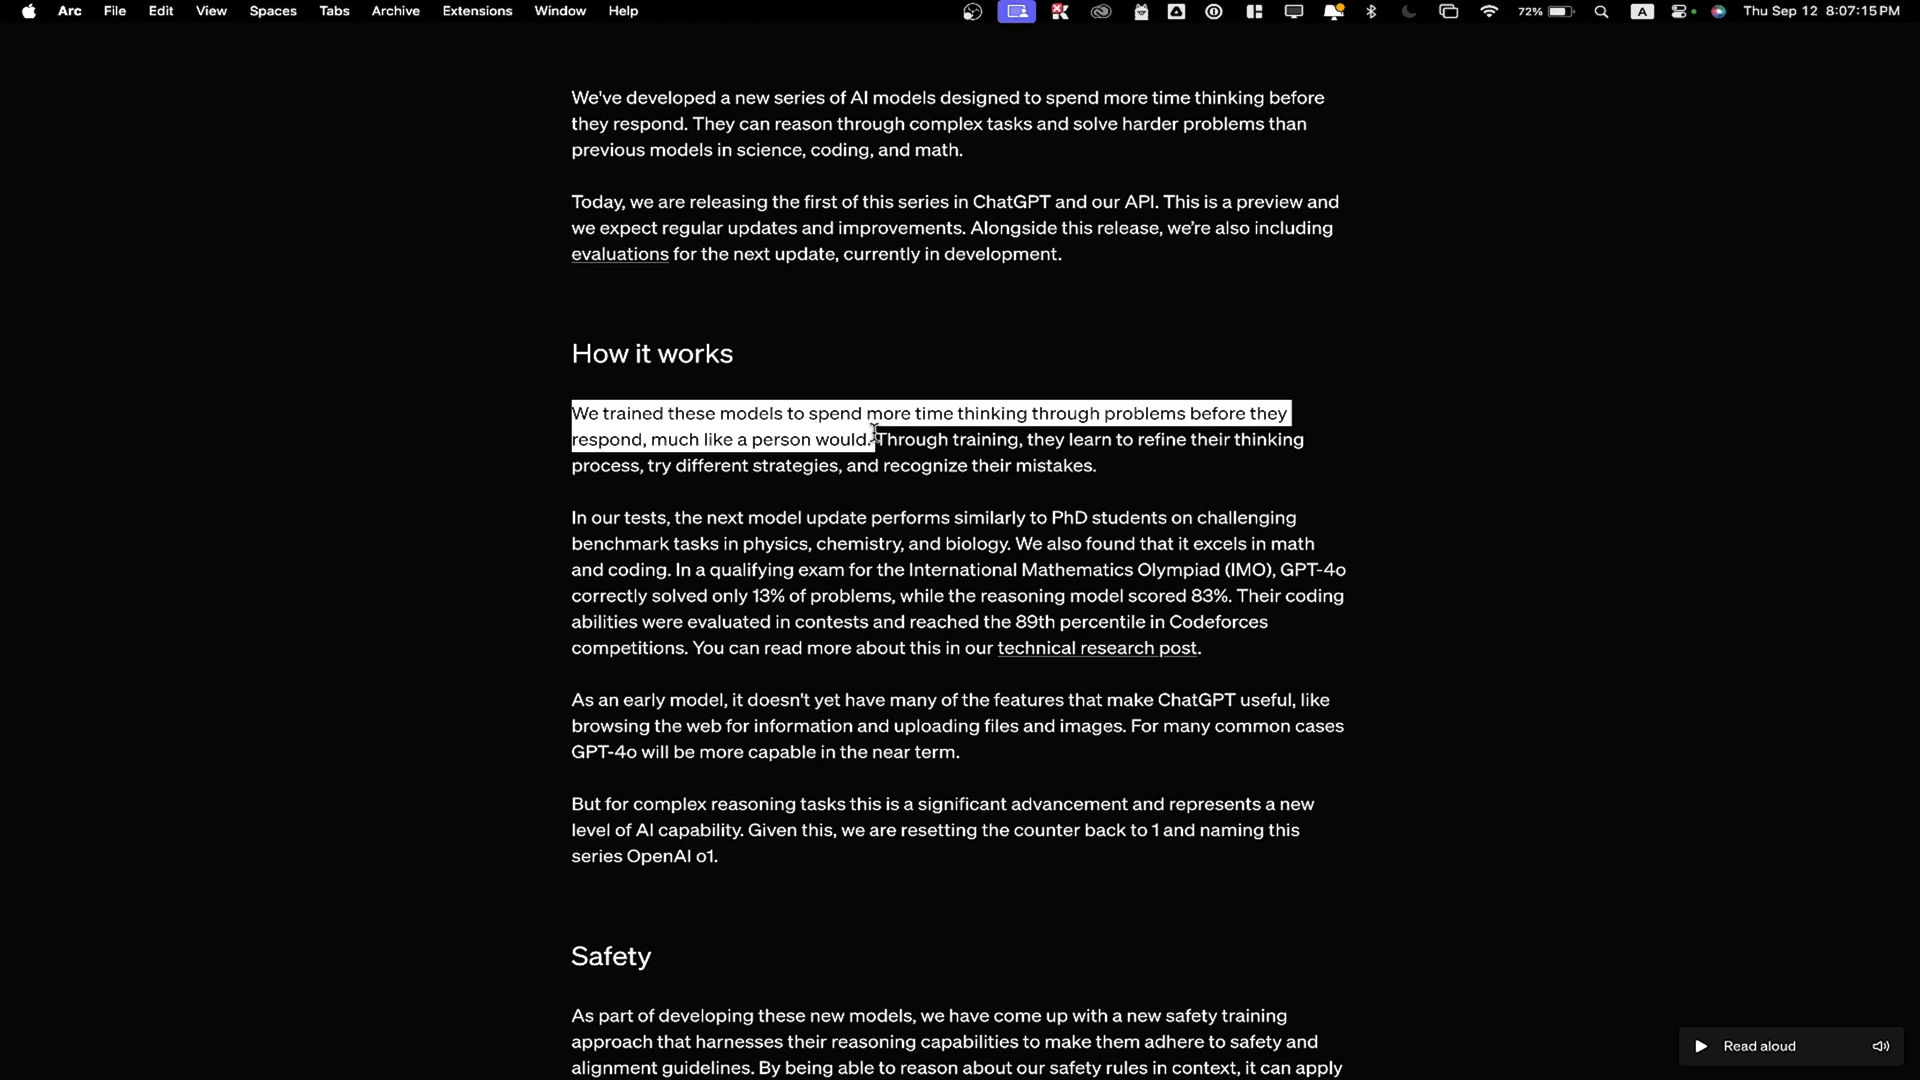 Arc File Edit View Spaces Tabs Archive Extensions Window Help 72% A Thu Sep 12 8:07:15 PM
We've developed a new series of AI models designed to spend more time thinking before
they respond. They can reason through complex tasks and solve harder problems than
previous models in science, coding, and math.
Today, we are releasing the first of this series in ChatGPT and our API. This is a preview and
we expect regular updates and improvements. Alongside this release, we're also including
evaluations for the next update, currently in development.
How it works
We trained these models to spend more time thinking through problems before they
respond, much like a person would. Through training, they learn to refine their thinking
process, try different strategies, and recognize their mistakes.
In our tests, the next model update performs similarly to PhD students on challenging
benchmark tasks in physics, chemistry, and biology. We also found that it excels in math
and coding. In a qualifying exam for the International Mathematics Olympiad (IMO), GPT-4o
correctly solved only 13% of problems, while the reasoning model scored 83%. Their coding
abilities were evaluated in contests and reached the 89th percentile in Codeforces
competitions. You can read more about this in our technical research post.
As an early model, it doesn't yet have many of the features that make ChatGPT useful, like
browsing the web for information and uploading files and images. For many common cases
GPT-4o will be more capable in the near term.
But for complex reasoning tasks this is a significant advancement and represents a new
level of AI capability. Given this, we are resetting the counter back to 1 and naming this
series OpenAI o1.
Safety
As part of developing these new models, we have come up with a new safety training
approach that harnesses their reasoning capabilities to make them adhere to safety and
alignment guidelines. By being able to reason about our safety rules in context, it can apply
Read aloud